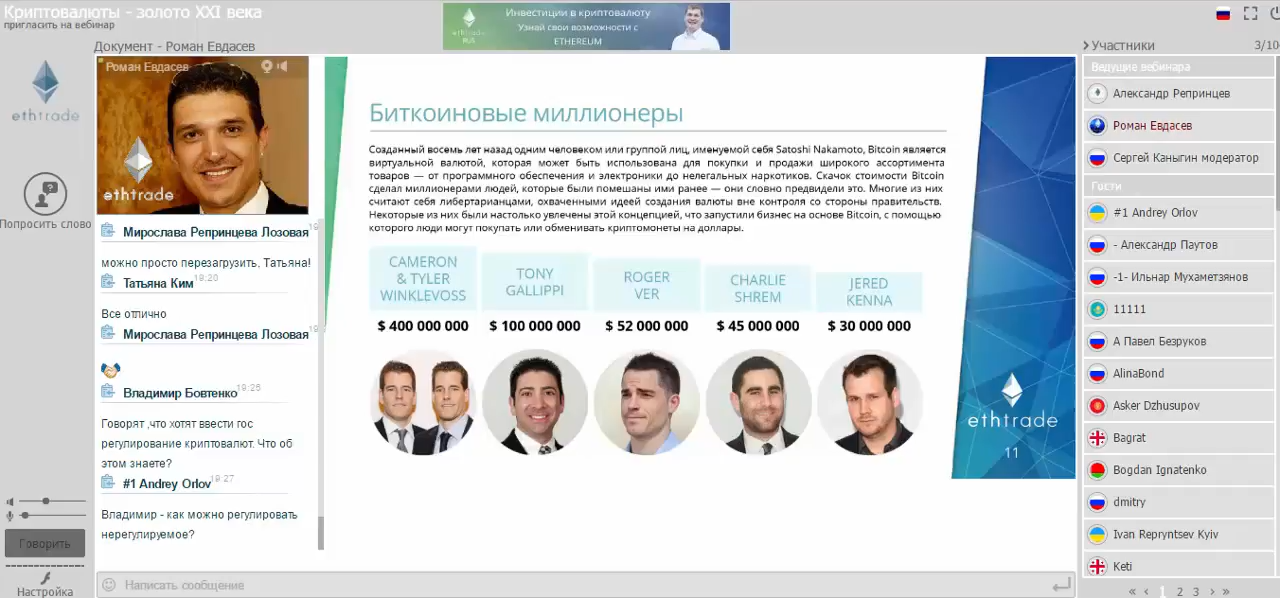 Криптовалюты - золото XXI века
пригласить на вебинар
Инвестиции в криптовалюту
Узнай свои возможности с
ETHEREUM
ethtrade
Документ - Роман Евдасев
Участники
3/10
ethtrade
Попросить слово
Говорить
Настройка
Роман Евдасев
ethtrade
Мирослава Репринцева Лозовая
можно просто перезагрузить, Татьяна!
Татьяна Ким 19:20
Все отлично
Мирослава Репринцева Лозовая
Владимир Бовтенко 19:25
Говорят ,что хотят ввести гос
регулирование криптовалют. Что об
этом знаете?
#1 Andrey Orlov 19:27
Владимир - как можно регулировать
нерегулируемое?
Написать сообщение
Биткоиновые миллионеры
Созданный восемь лет назад одним человеком или группой лиц, именуемой себя Satoshi Nakamoto, Bitcoin является
виртуальной валютой, которая может быть использована для покупки и продажи широкого ассортимента
товаров — от программного обеспечения и электроники до нелегальных наркотиков. Скачок стоимости Bitcoin
сделал миллионерами людей, которые были помешаны ими ранее — они словно предвидели это. Многие из них
считают себя либертарианцами, охваченными идеей создания валюты вне контроля со стороны правительств.
Некоторые из них были настолько увлечены этой концепцией, что запустили бизнес на основе Bitcoin, с помощью
которого люди могут покупать или обменивать криптомонеты на доллары.
CAMERON
& TYLER
WINKLEVOSS
$ 400 000 000
TONY
GALLIPPI
$ 100 000 000
ROGER
VER
$ 52 000 000
CHARLIE
SHREM
$ 45 000 000
JERED
KENNA
$ 30 000 000
ethtrade
11
Ведущие вебинара
Александр Репринцев
Роман Евдасев
Сергей Каныгин модератор
Гости
#1 Andrey Orlov
- Александр Паутов
-1- Ильнар Мухаметзянов
11111
А Павел Безруков
AlinaBond
Asker Dzhusupov
Bagrat
Bogdan Ignatenko
dmitry
Ivan Repryntsev Kyiv
Keti
« ‹ 1 2 3 › »